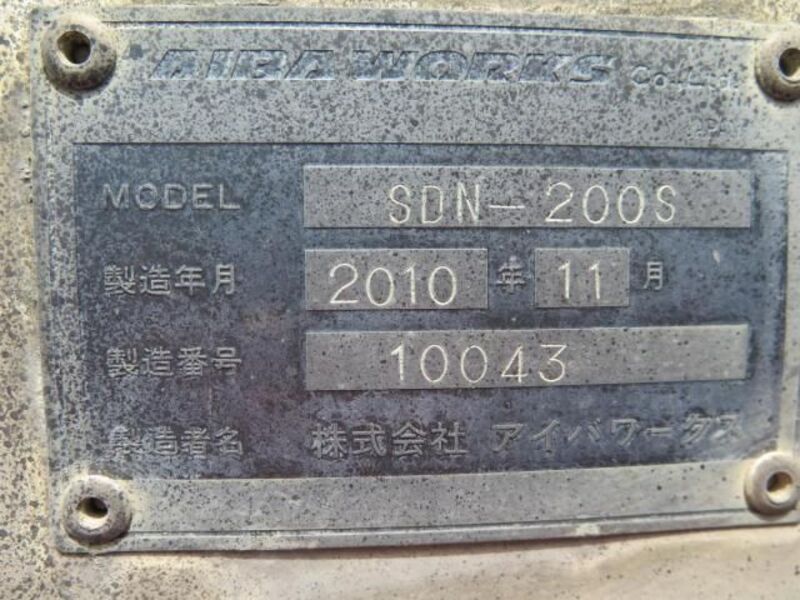 AIBA WORKS Co.,Ltd.
MODEL SDN-200S
製造年月 2010 年 11 月
製造番号 10043
製造者名 株式会社 アイバワークス